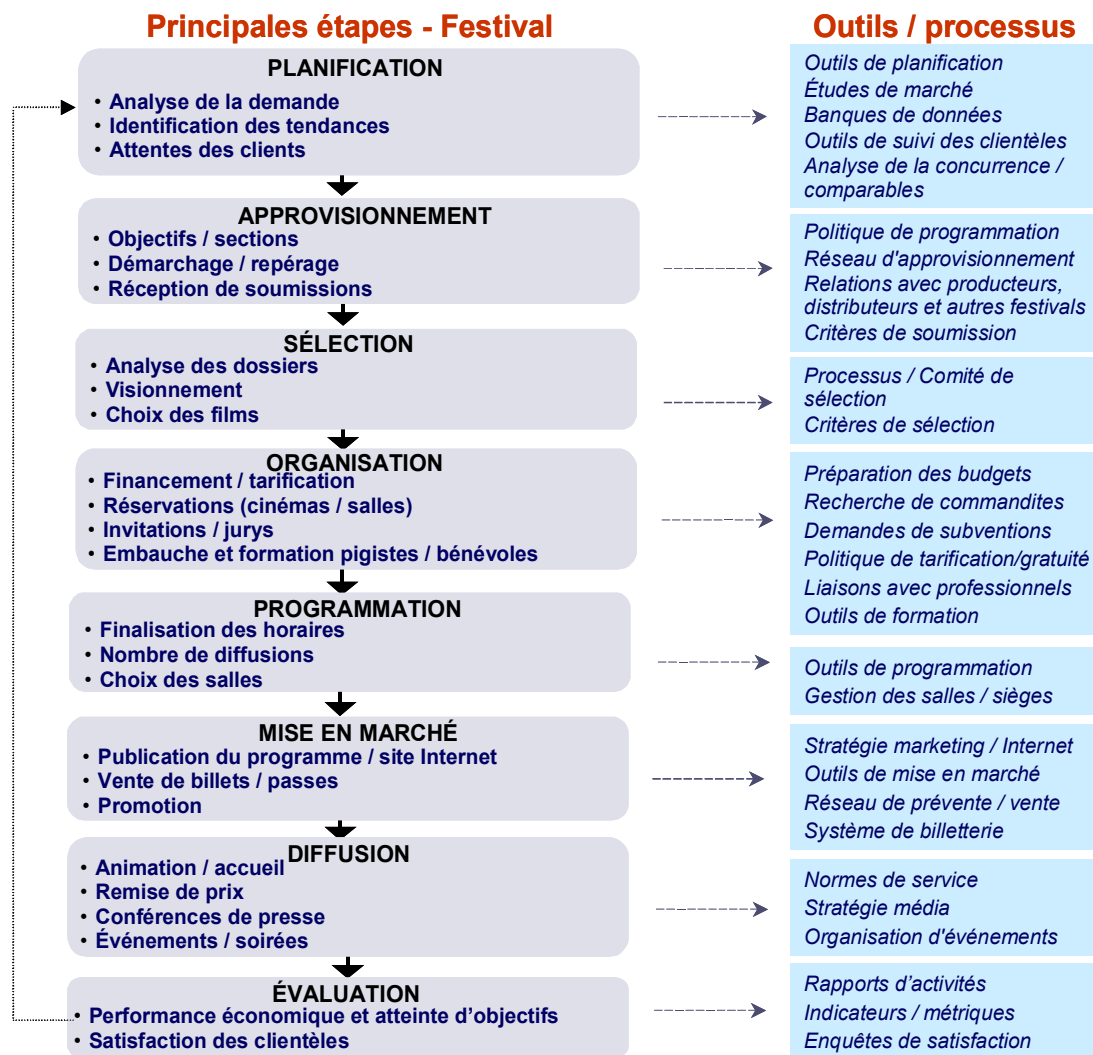 Principales étapes - Festival
Outils / processus
PLANIFICATION
• Analyse de la demande
• Identification des tendances
• Attentes des clients
Outils de planification
Études de marché
Banques de données
Outils de suivi des clientèles
Analyse de la concurrence /
comparables
APPROVISIONNEMENT
• Objectifs / sections
• Démarchage / repérage
• Réception de soumissions
Politique de programmation
Réseau d'approvisionnement
Relations avec producteurs,
distributeurs et autres festivals
Critères de soumission
SÉLECTION
• Analyse des dossiers
• Visionnement
• Choix des films
Processus / Comité de
sélection
Critères de sélection
ORGANISATION
• Financement / tarification
• Réservations (cinémas / salles)
• Invitations / jurys
• Embauche et formation pigistes / bénévoles
Préparation des budgets
Recherche de commandites
Demandes de subventions
Politique de tarification/gratuité
Liaisons avec professionnels
Outils de formation
PROGRAMMATION
• Finalisation des horaires
• Nombre de diffusions
• Choix des salles
Outils de programmation
Gestion des salles / sièges
MISE EN MARCHÉ
• Publication du programme / site Internet
• Vente de billets / passes
• Promotion
Stratégie marketing / Internet
Outils de mise en marché
Réseau de prévente / vente
Système de billetterie
DIFFUSION
• Animation / accueil
• Remise de prix
• Conférences de presse
• Événements / soirées
Normes de service
Stratégie média
Organisation d'événements
ÉVALUATION
• Performance économique et atteinte d’objectifs
• Satisfaction des clientèles
Rapports d’activités
Indicateurs / métriques
Enquêtes de satisfaction